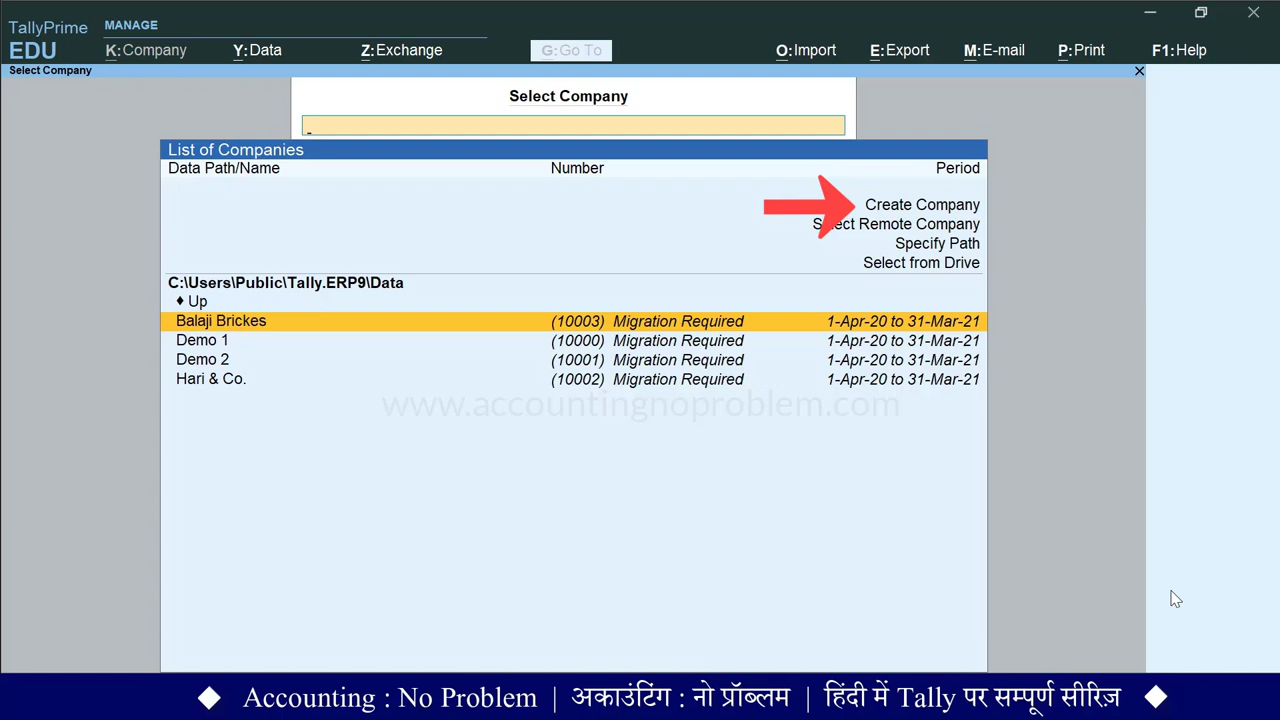 TallyPrime MANAGE
EDU K:Company Y:Data Z:Exchange G:Go To O:Import E:Export M:E-mail P:Print F1:Help
Select Company
Select Company
List of Companies
Data Path/Name Number Period
Create Company
Select Remote Company
Specify Path
Select from Drive
C:\Users\Public\Tally.ERP9\Data
♦ Up
Balaji Brickes (10003) Migration Required 1-Apr-20 to 31-Mar-21
Demo 1 (10000) Migration Required 1-Apr-20 to 31-Mar-21
Demo 2 (10001) Migration Required 1-Apr-20 to 31-Mar-21
Hari & Co. (10002) Migration Required 1-Apr-20 to 31-Mar-21
www.accountingnoproblem.com
◆ Accounting : No Problem | अकाउंटिंग : नो प्रॉब्लम | हिंदी में Tally पर सम्पूर्ण सीरिज़ ◆